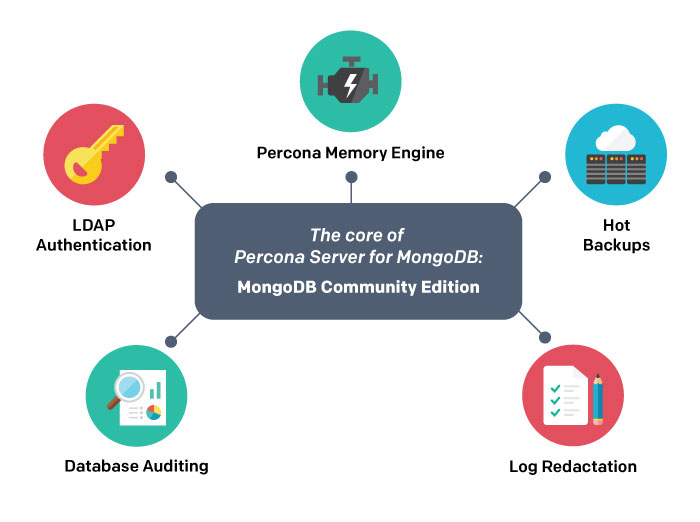 Percona Memory Engine
LDAP
Authentication
Hot
Backups
The core of
Percona Server for MongoDB:
MongoDB Community Edition
Database Auditing
Log Redactation